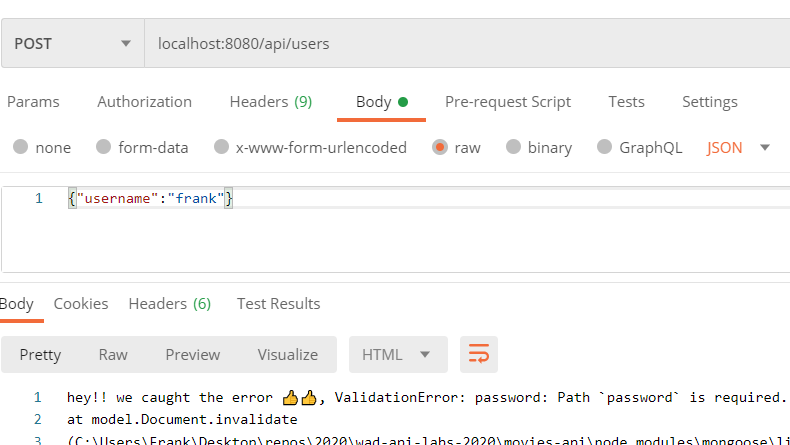 POST localhost:8080/api/users
Params Authorization Headers (9) Body Pre-request Script Tests Settings
none form-data x-www-form-urlencoded raw binary GraphQL JSON
1 {"username":"frank"}
Body Cookies Headers (6) Test Results
Pretty Raw Preview Visualize HTML
1 hey!! we caught the error 👍👍, ValidationError: password: Path `password` is required.
2 at model.Document.invalidate
3 (C:\Users\Frank\Desktop\repos\2020\wad-api-labs-2020\movies-api\node_modules\mongoose\li